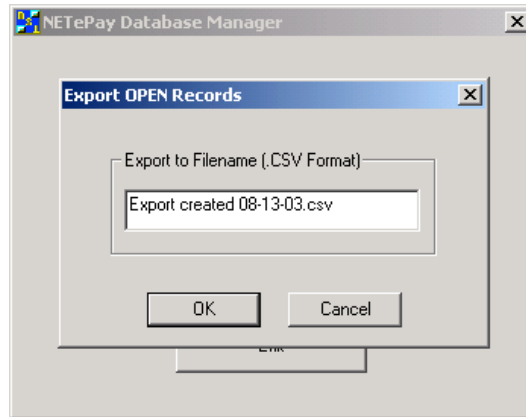 NETePay Database Manager
Export OPEN Records
Export to Filename (.CSV Format)
Export created 08-13-03.csv
OK
Cancel